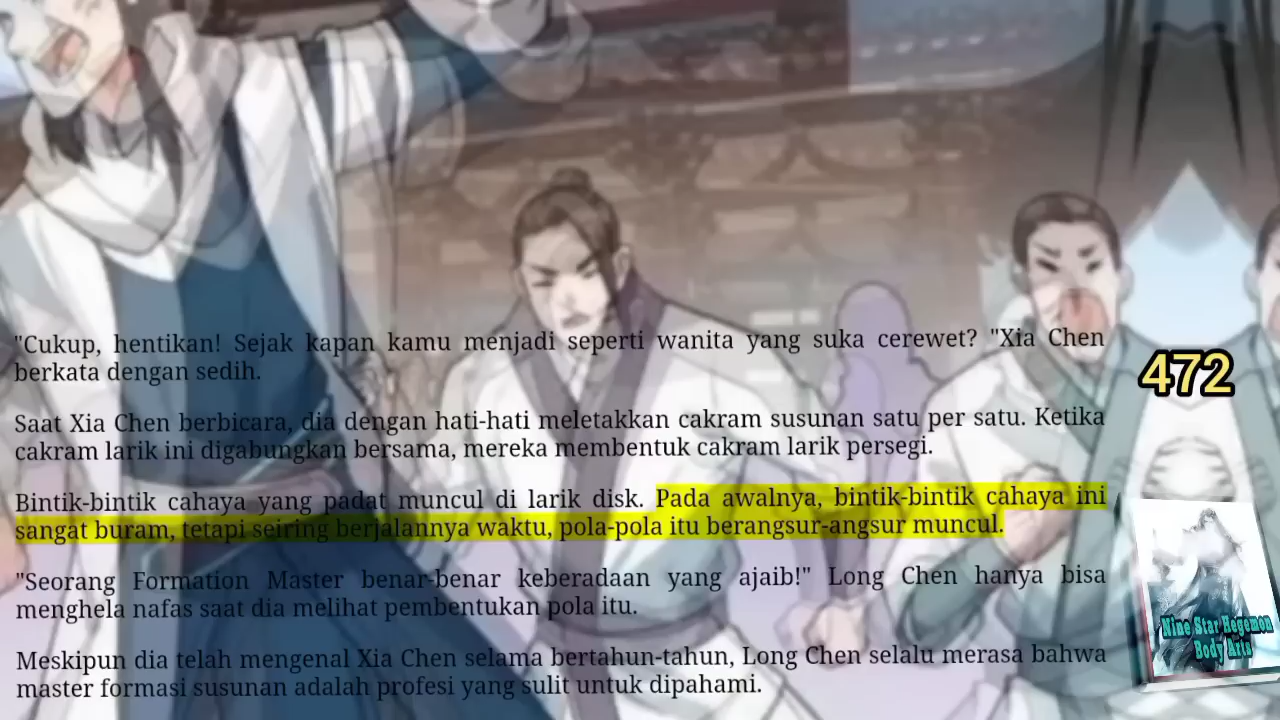 "Cukup, hentikan! Sejak kapan kamu menjadi seperti wanita yang suka cerewet? "Xia Chen
berkata dengan sedih.
Saat Xia Chen berbicara, dia dengan hati-hati meletakkan cakram susunan satu per satu. Ketika
cakram larik ini digabungkan bersama, mereka membentuk cakram larik persegi.
Bintik-bintik cahaya yang padat muncul di larik disk. Pada awalnya, bintik-bintik cahaya ini
sangat buram, tetapi seiring berjalannya waktu, pola-pola itu berangsur-angsur muncul.
"Seorang Formation Master benar-benar keberadaan yang ajaib!" Long Chen hanya bisa
menghela nafas saat dia melihat pembentukan pola itu.
Meskipun dia telah mengenal Xia Chen selama bertahun-tahun, Long Chen selalu merasa bahwa
master formasi susunan adalah profesi yang sulit untuk dipahami.
472
Nine Star Hegemon
Body Arts